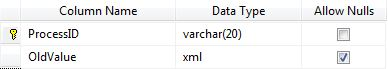 Column Name Data Type Allow Nulls
ProcessID varchar(20)
OldValue xml